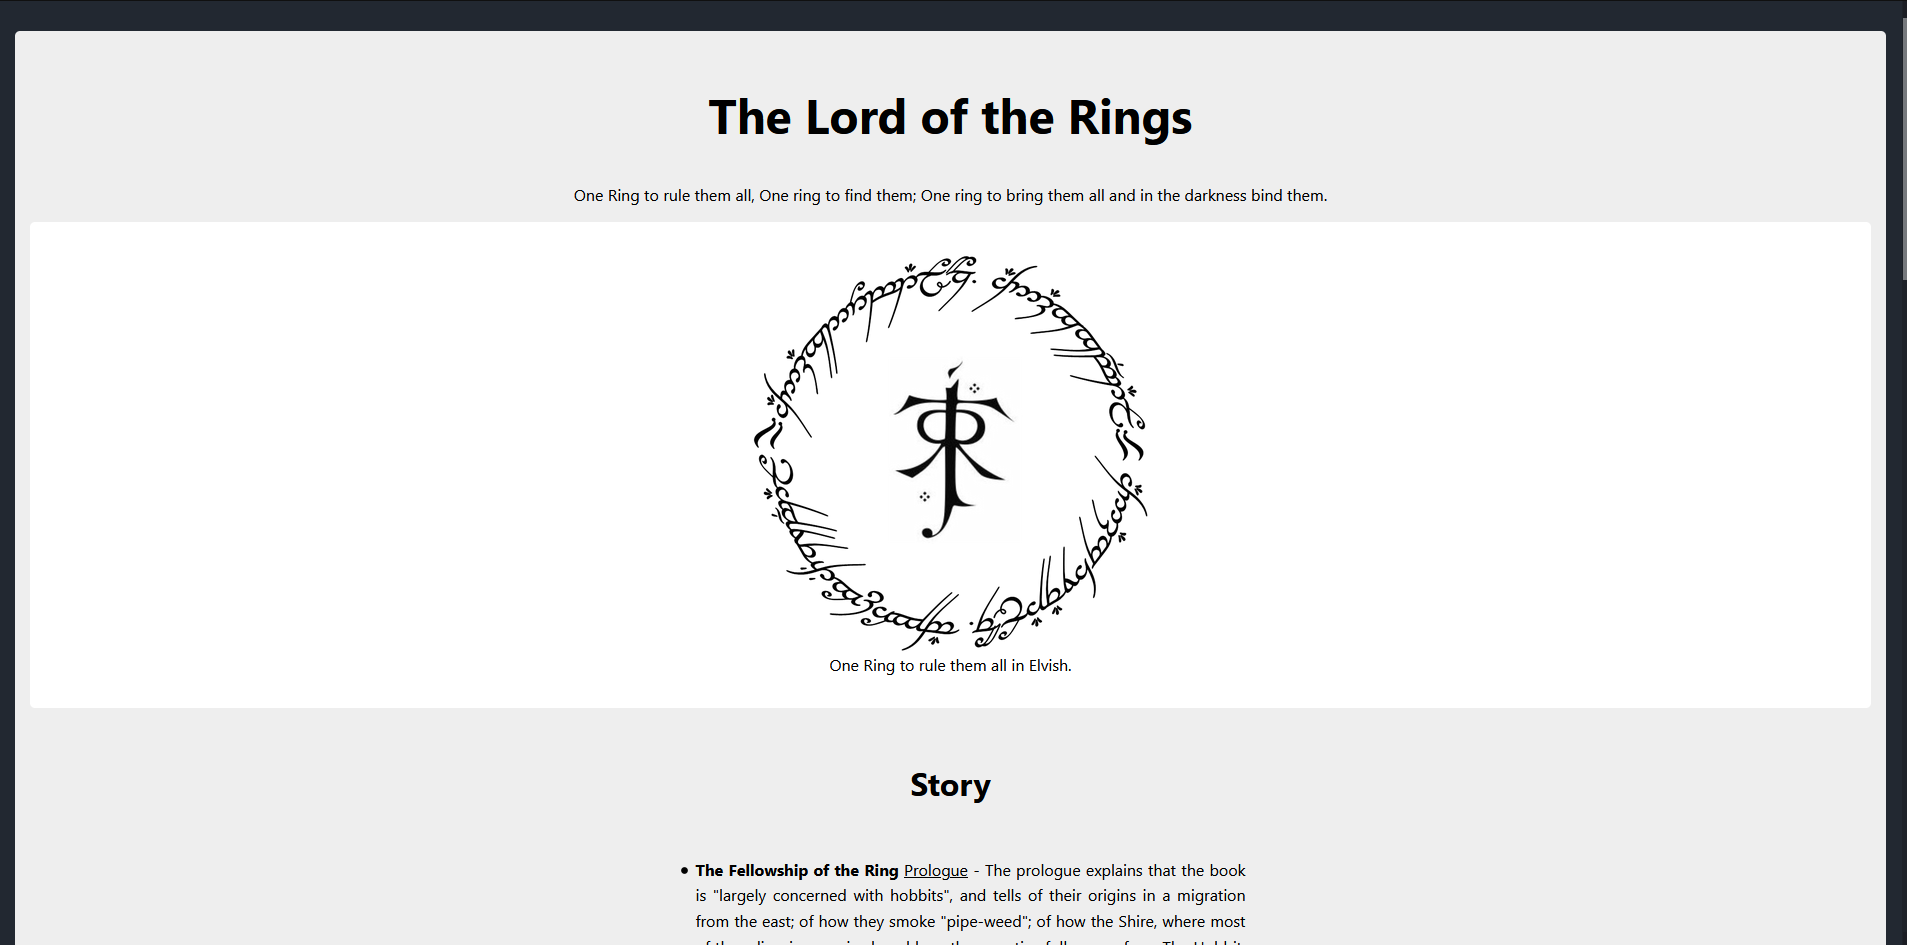 The Lord of the Rings
One Ring to rule them all, One ring to find them; One ring to bring them all and in the darkness bind them.
One Ring to rule them all in Elvish.
Story
The Fellowship of the Ring Prologue - The prologue explains that the book
is "largely concerned with hobbits", and tells of their origins in a migration
from the east; of how they smoke "pipe-weed"; of how the Shire, where most